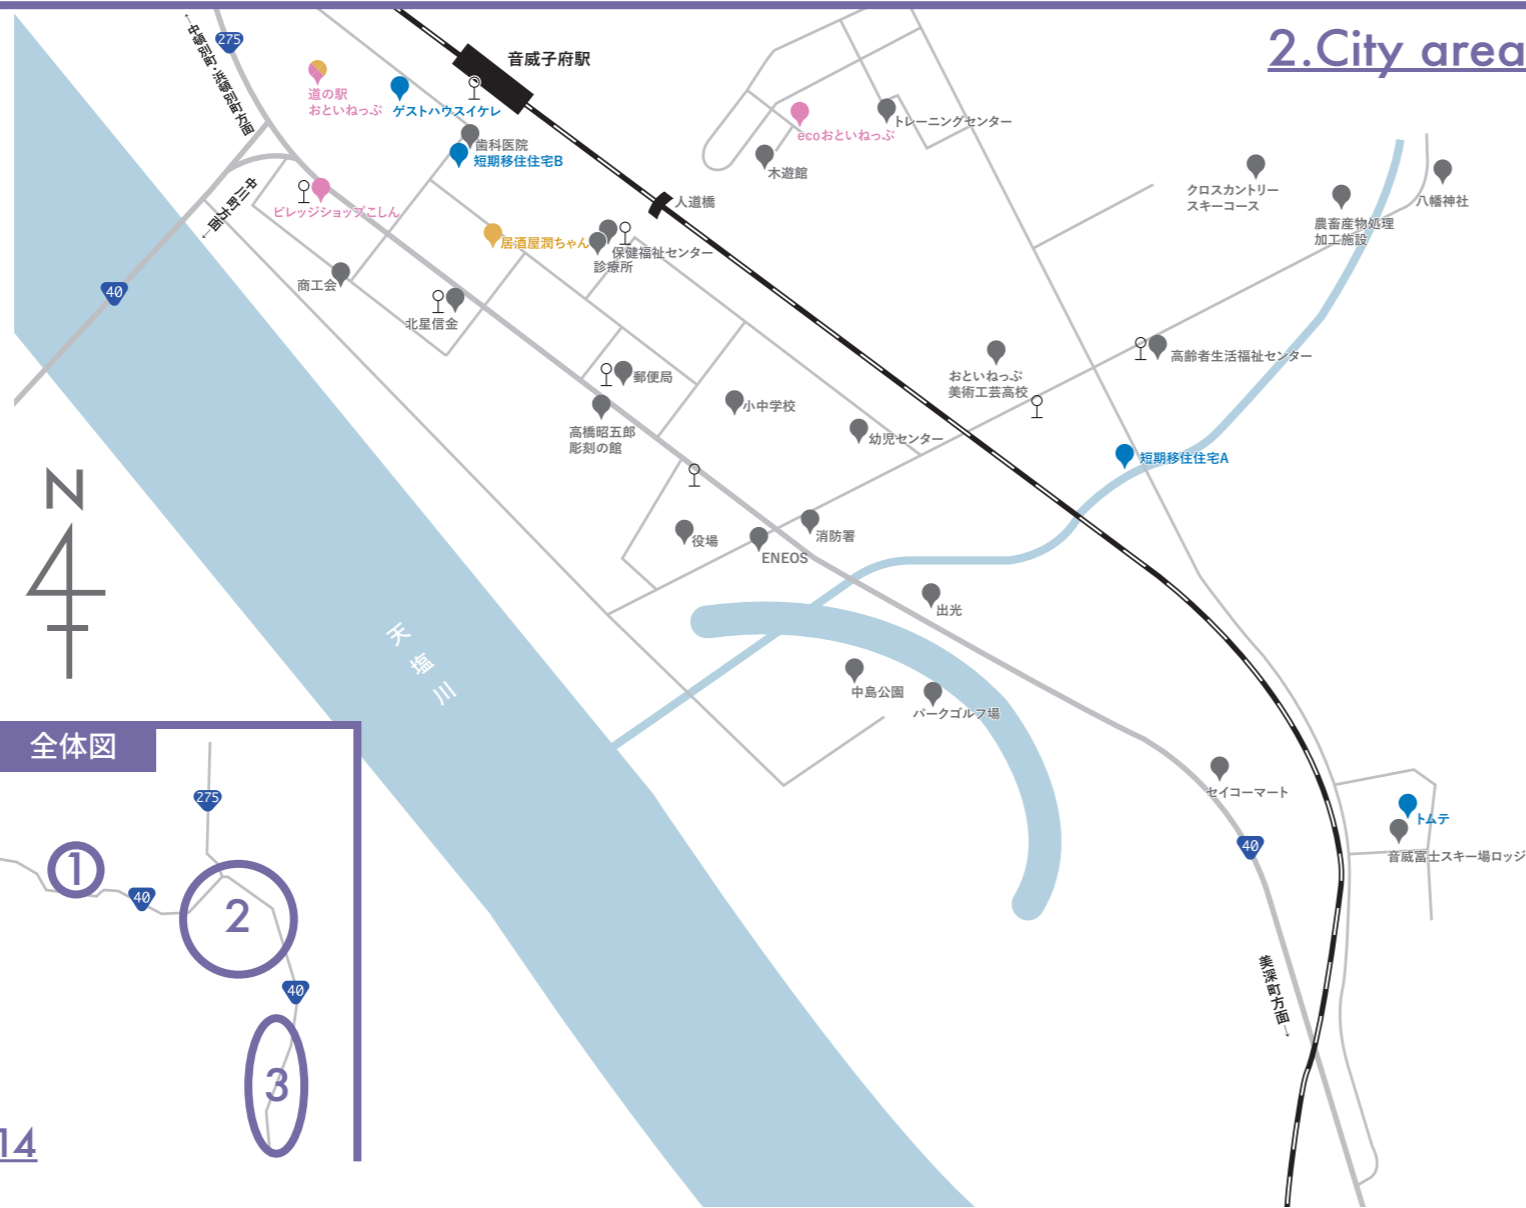 2.City area
275
←中頓別町・浜頓別町方面
音威子府駅
道の駅
おといねっぷ
ゲストハウスイケレ
歯科医院
短期移住住宅B
ecoおといねっぷ
トレーニングセンター
木遊館
人道橋
クロスカントリー
スキーコース
農畜産物処理
加工施設
八幡神社
中川町方面→
ビレッジショップこしん
居酒屋潤ちゃん
保健福祉センター
診療所
商工会
40
北星信金
郵便局
高橋昭五郎
彫刻の館
小中学校
幼児センター
おといねっぷ
美術工芸高校
高齢者生活福祉センター
短期移住住宅A
N
役場
ENEOS
消防署
出光
天塩川
中島公園
パークゴルフ場
セイコーマート
40
トムテ
音威富士スキー場ロッジ
美深町方面→
全体図
275
1
40
2
40
3
14